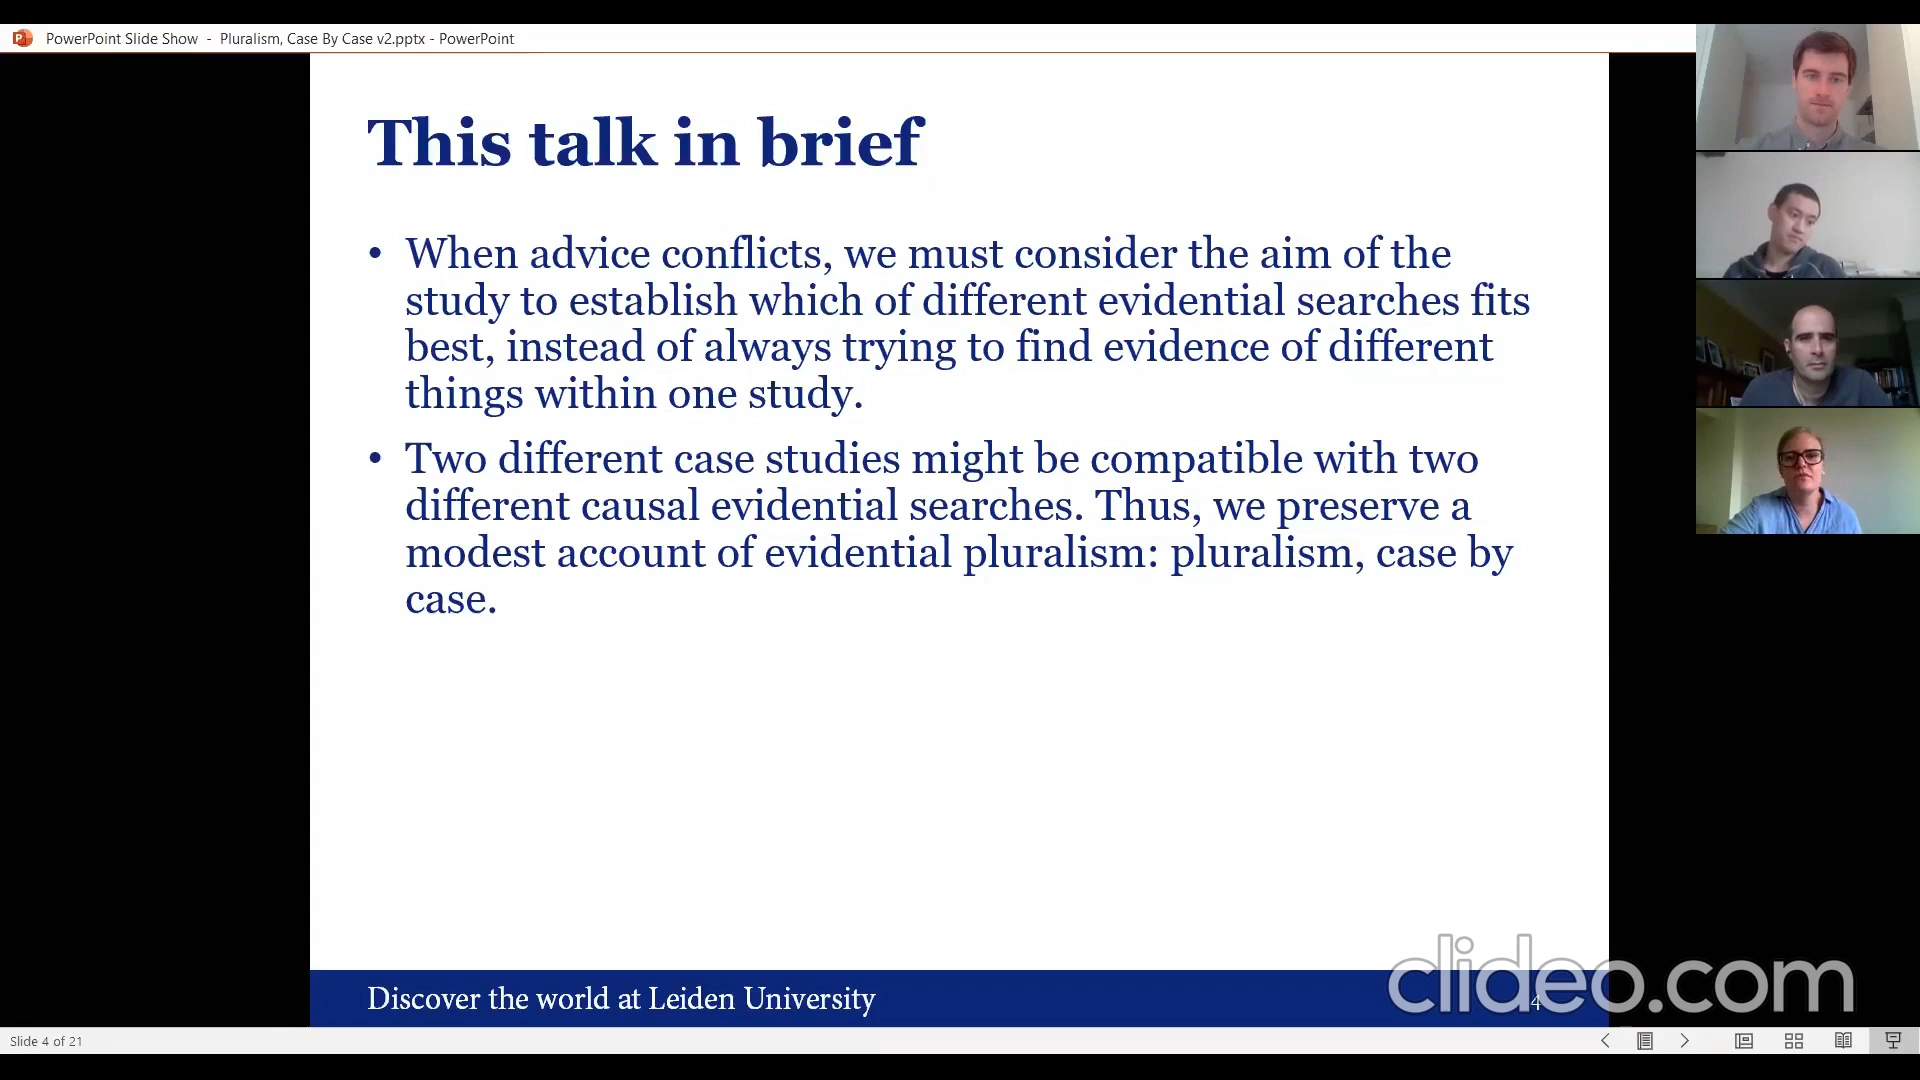 PowerPoint Slide Show - Pluralism, Case By Case v2.pptx - PowerPoint
This talk in brief
• When advice conflicts, we must consider the aim of the
study to establish which of different evidential searches fits
best, instead of always trying to find evidence of different
things within one study.
• Two different case studies might be compatible with two
different causal evidential searches. Thus, we preserve a
modest account of evidential pluralism: pluralism, case by
case.
Discover the world at Leiden University
4
clideo.com
Slide 4 of 21